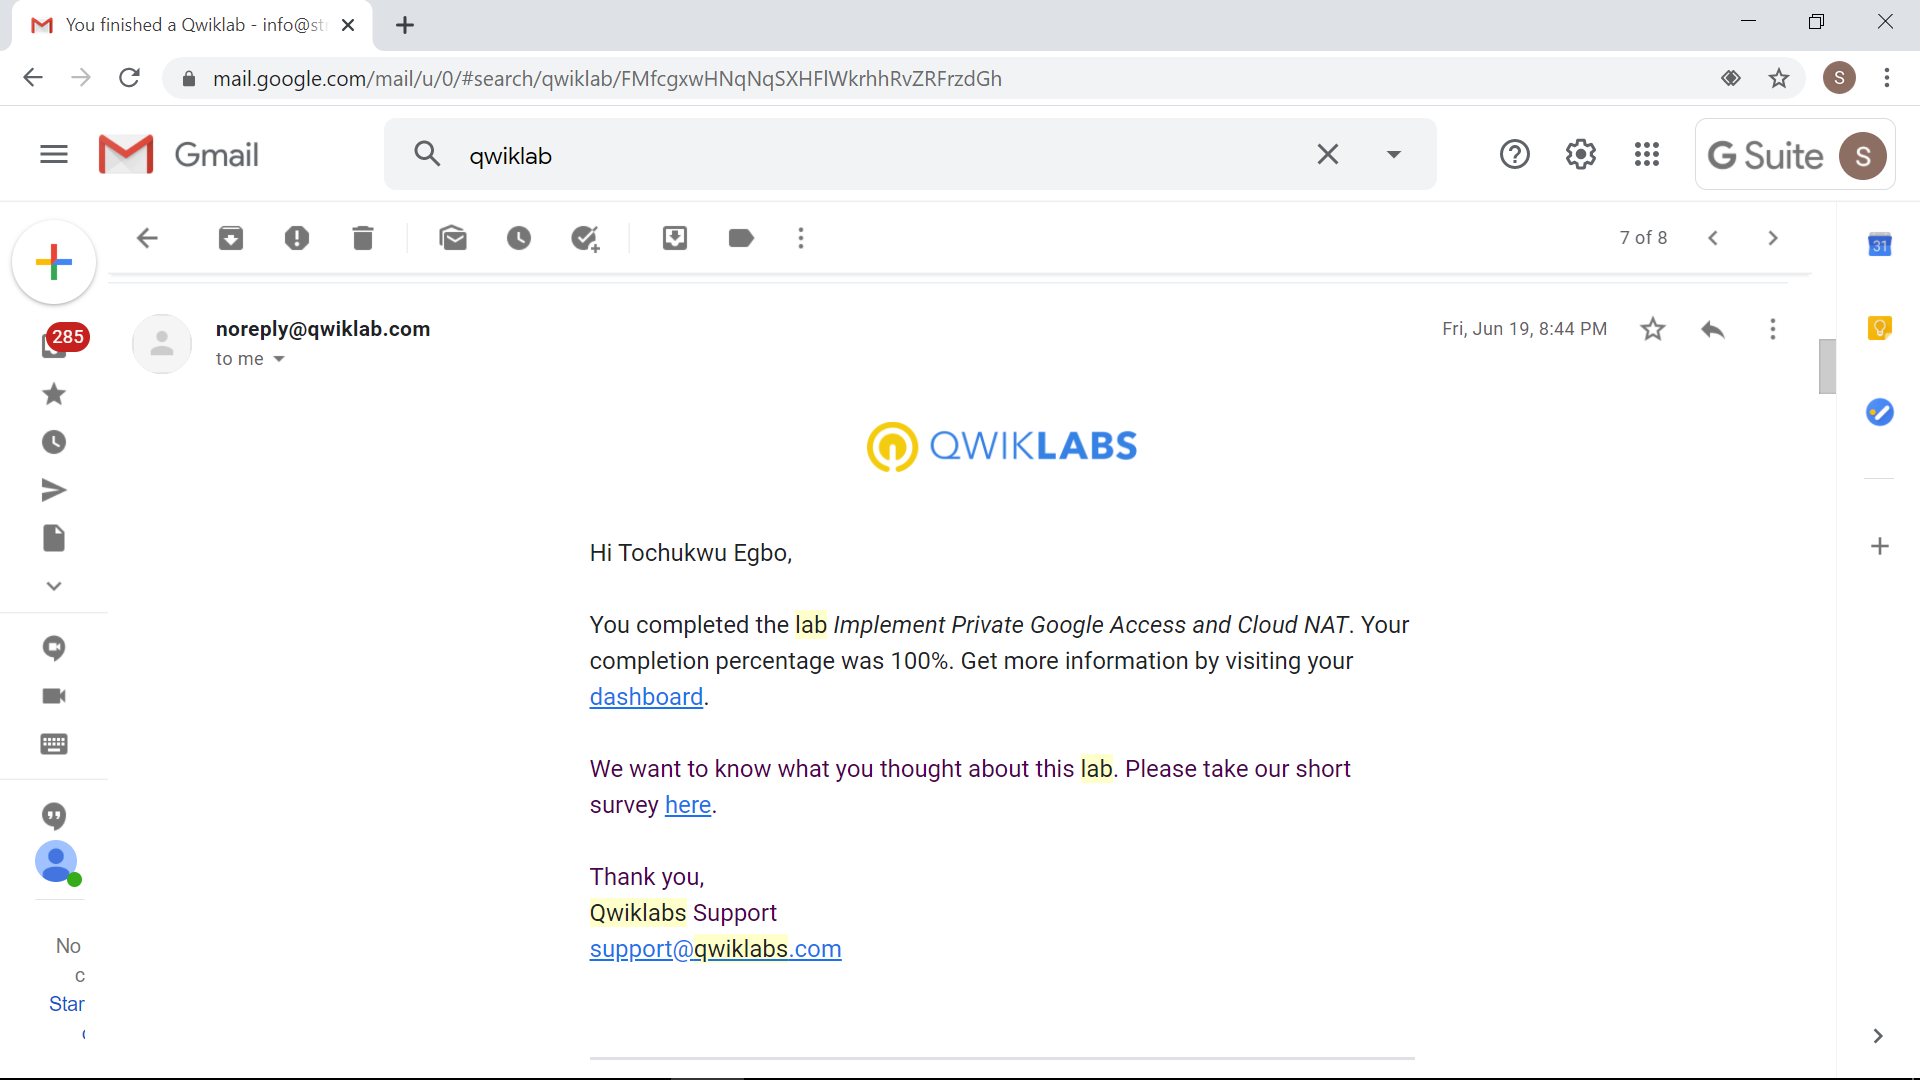 You finished a Qwiklab - info@st
mail.google.com/mail/u/0/#search/qwiklab/FMfcgxwHNqNqSXHFlWkrhhRvZRFrzdGh
S
Gmail
qwiklab
G Suite
S
7 of 8
31
285
noreply@qwiklab.com
Fri, Jun 19, 8:44 PM
to me
QWIKLABS
Hi Tochukwu Egbo,
You completed the lab Implement Private Google Access and Cloud NAT. Your
completion percentage was 100%. Get more information by visiting your
dashboard.
We want to know what you thought about this lab. Please take our short
survey here.
Thank you,
Qwiklabs Support
support@qwiklabs.com
No
c
Star